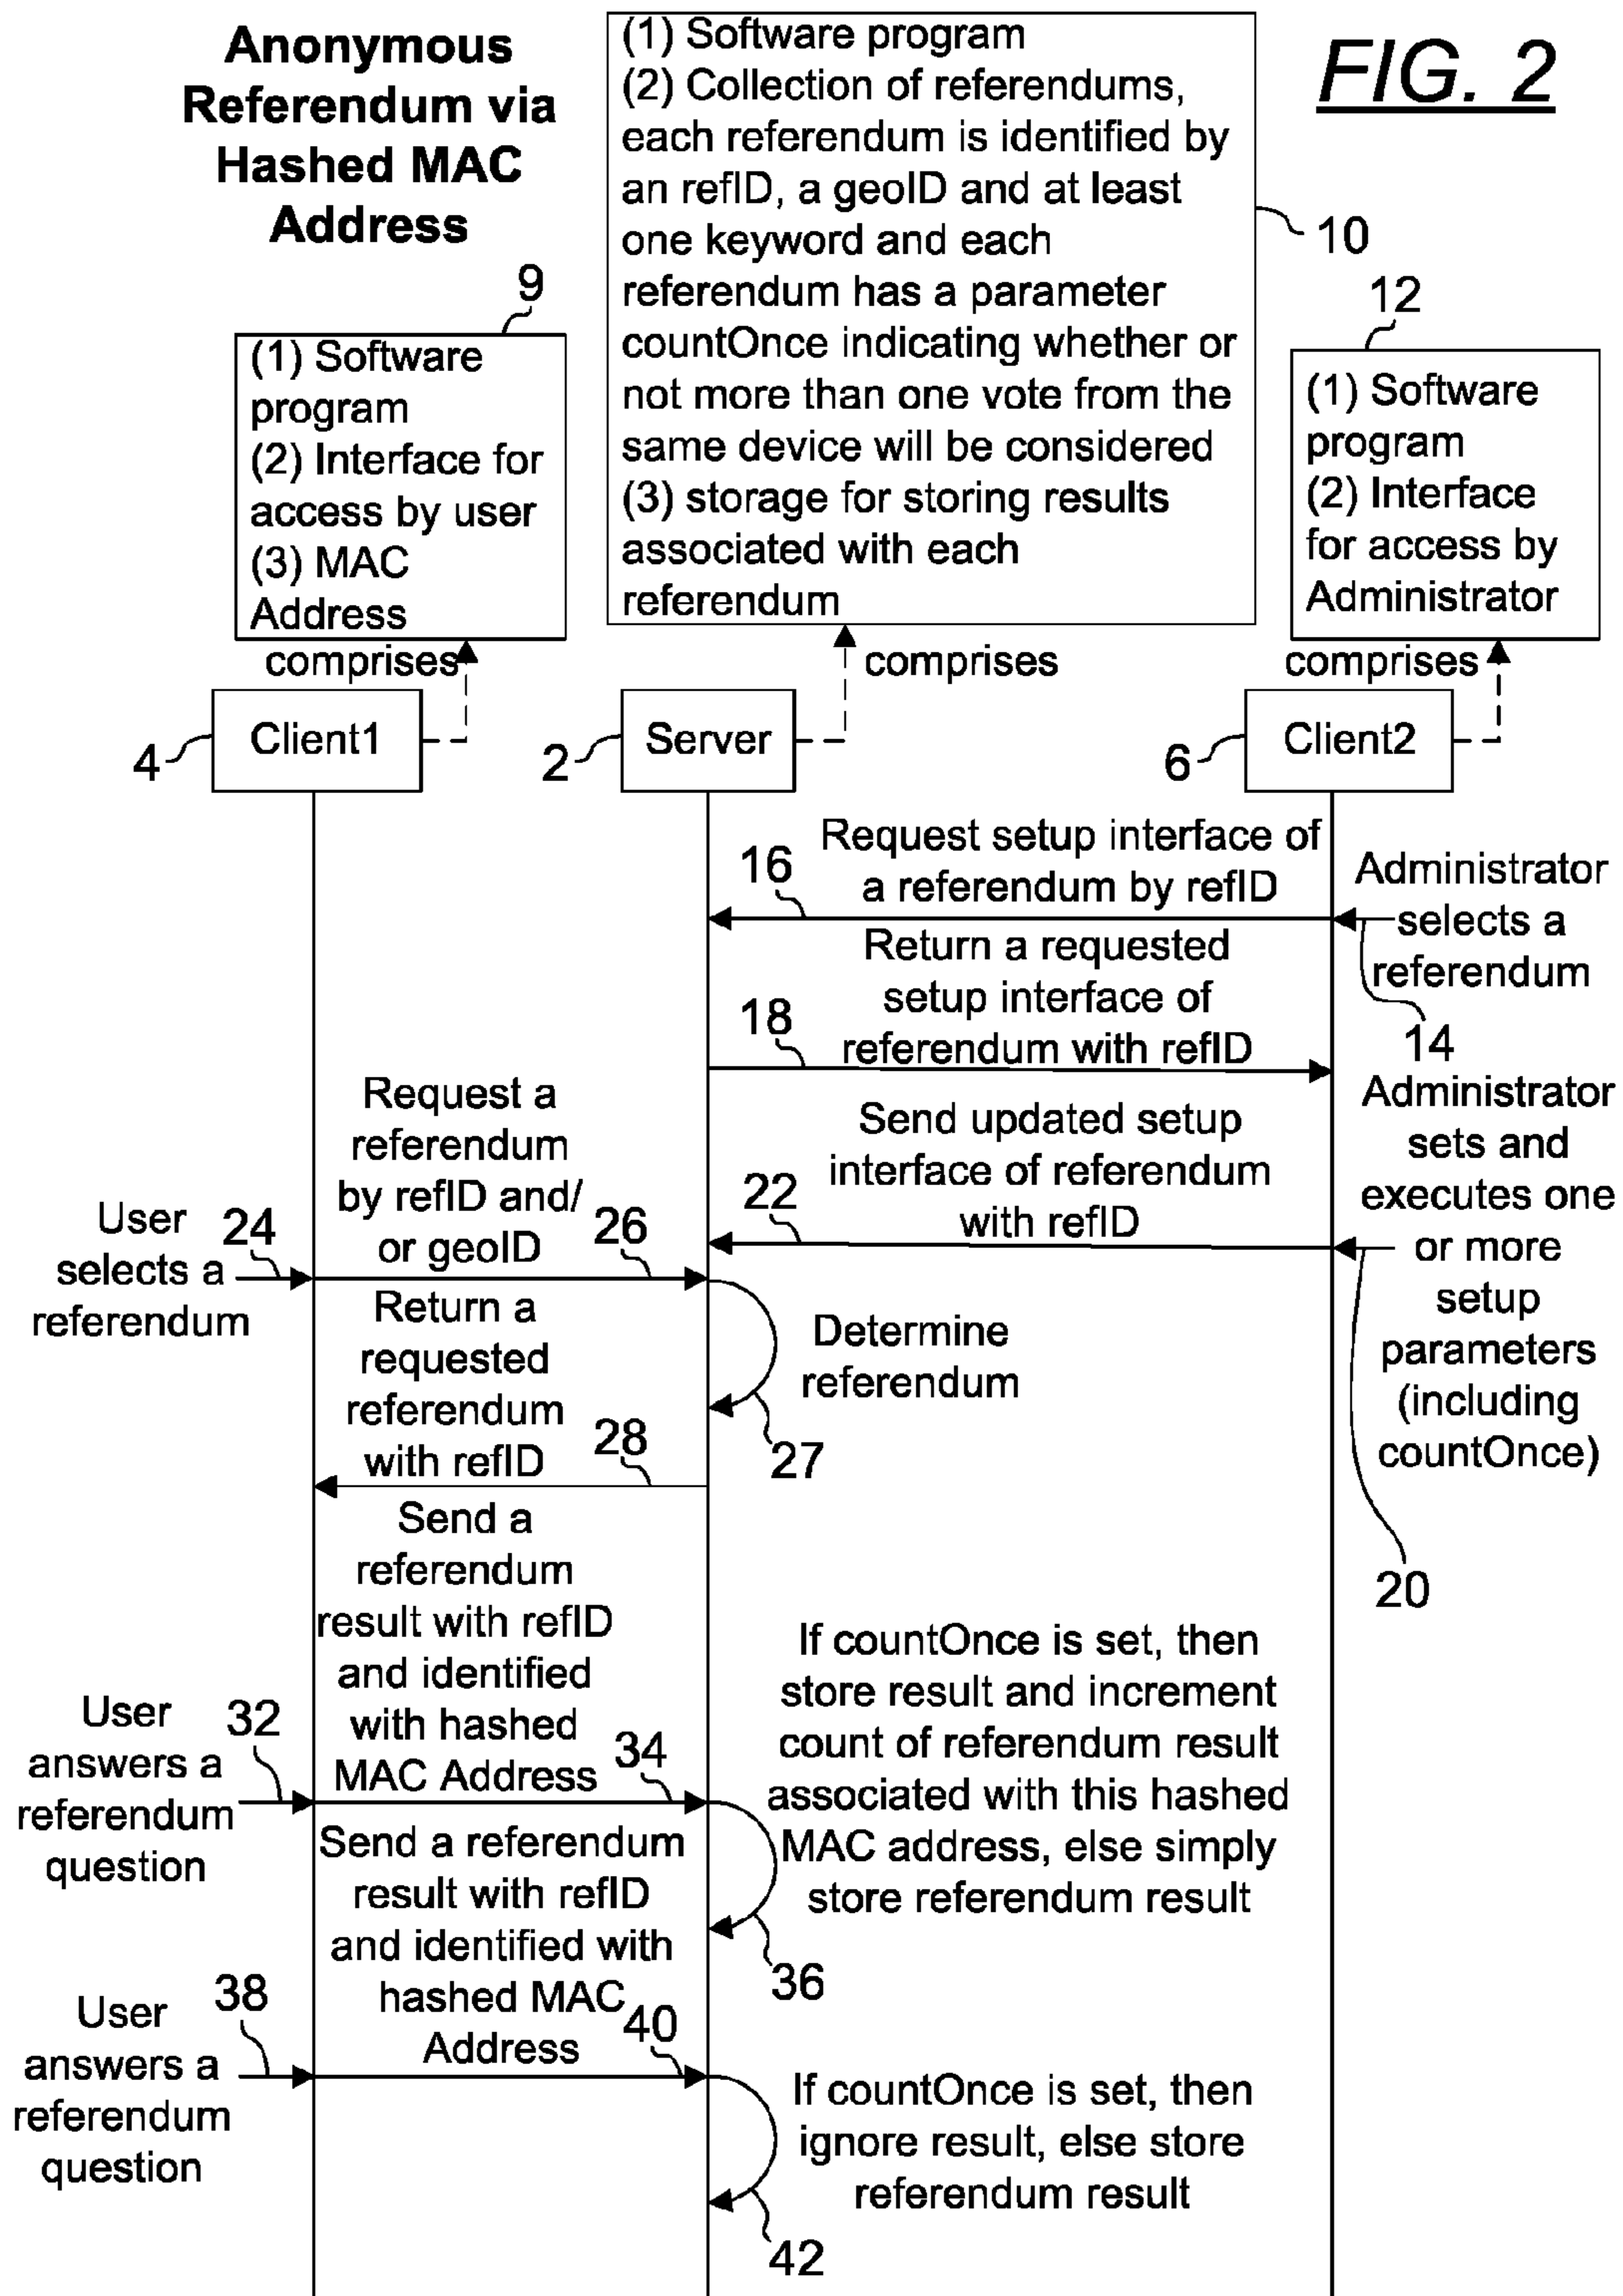 Anonymous
Referendum via
Hashed MAC
Address
FIG. 2
(1) Software program
(2) Collection of referendums,
each referendum is identified by
an refID, a geoID and at least
one keyword and each
referendum has a parameter
countOnce indicating whether or
not more than one vote from the
same device will be considered
(3) storage for storing results
associated with each
referendum
10
9
(1) Software
program
(2) Interface for
access by user
(3) MAC
Address
12
(1) Software
program
(2) Interface
for access by
Administrator
comprises
comprises
comprises
4
Client1
2
Server
6
Client2
Request setup interface of
a referendum by refID
16
Administrator
selects a
referendum
14
Return a requested
setup interface of
referendum with refID
18
Send updated setup
interface of referendum
with refID
22
Administrator
sets and
executes one
or more
setup
parameters
(including
countOnce)
20
User
selects a
referendum
24
Request a
referendum
by refID and/
or geoID
26
Determine
referendum
27
Return a
requested
referendum
with refID
28
User
answers a
referendum
question
32
Send a
referendum
result with refID
and identified
with hashed
MAC Address
34
If countOnce is set, then
store result and increment
count of referendum result
associated with this hashed
MAC address, else simply
store referendum result
36
User
answers a
referendum
question
38
Send a referendum
result with refID
and identified with
hashed MAC
Address
40
If countOnce is set, then
ignore result, else store
referendum result
42